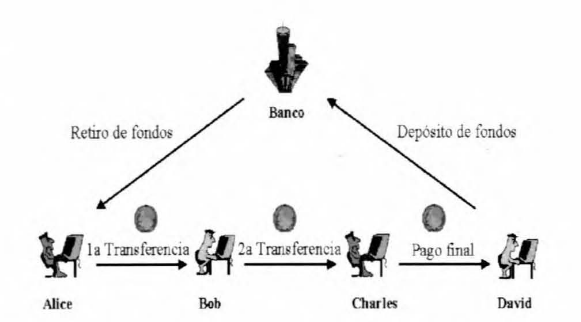 Banco
Retiro de fondos
Depósito de fondos
1a Transferencia
2a Transferencia
Pago final
Alice
Bob
Charles
David